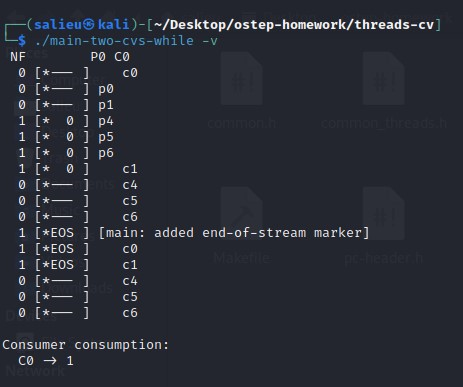 (salieu㉿kali)-[~/Desktop/ostep-homework/threads-cv]
$ ./main-two-cvs-while -v
 NF        P0 C0
  0 [*--- ]    c0
  0 [*--- ] p0
  0 [*--- ] p1
  1 [*  0 ] p4
  1 [*  0 ] p5
  1 [*  0 ] p6
  1 [*  0 ]    c1
  0 [*--- ]    c4
  0 [*--- ]    c5
  0 [*--- ]    c6
  1 [*EOS ] [main: added end-of-stream marker]
  1 [*EOS ]    c0
  1 [*EOS ]    c1
  0 [*--- ]    c4
  0 [*--- ]    c5
  0 [*--- ]    c6
Consumer consumption:
  C0 -> 1
common.h
common_threads.h
Makefile
pc-header.h